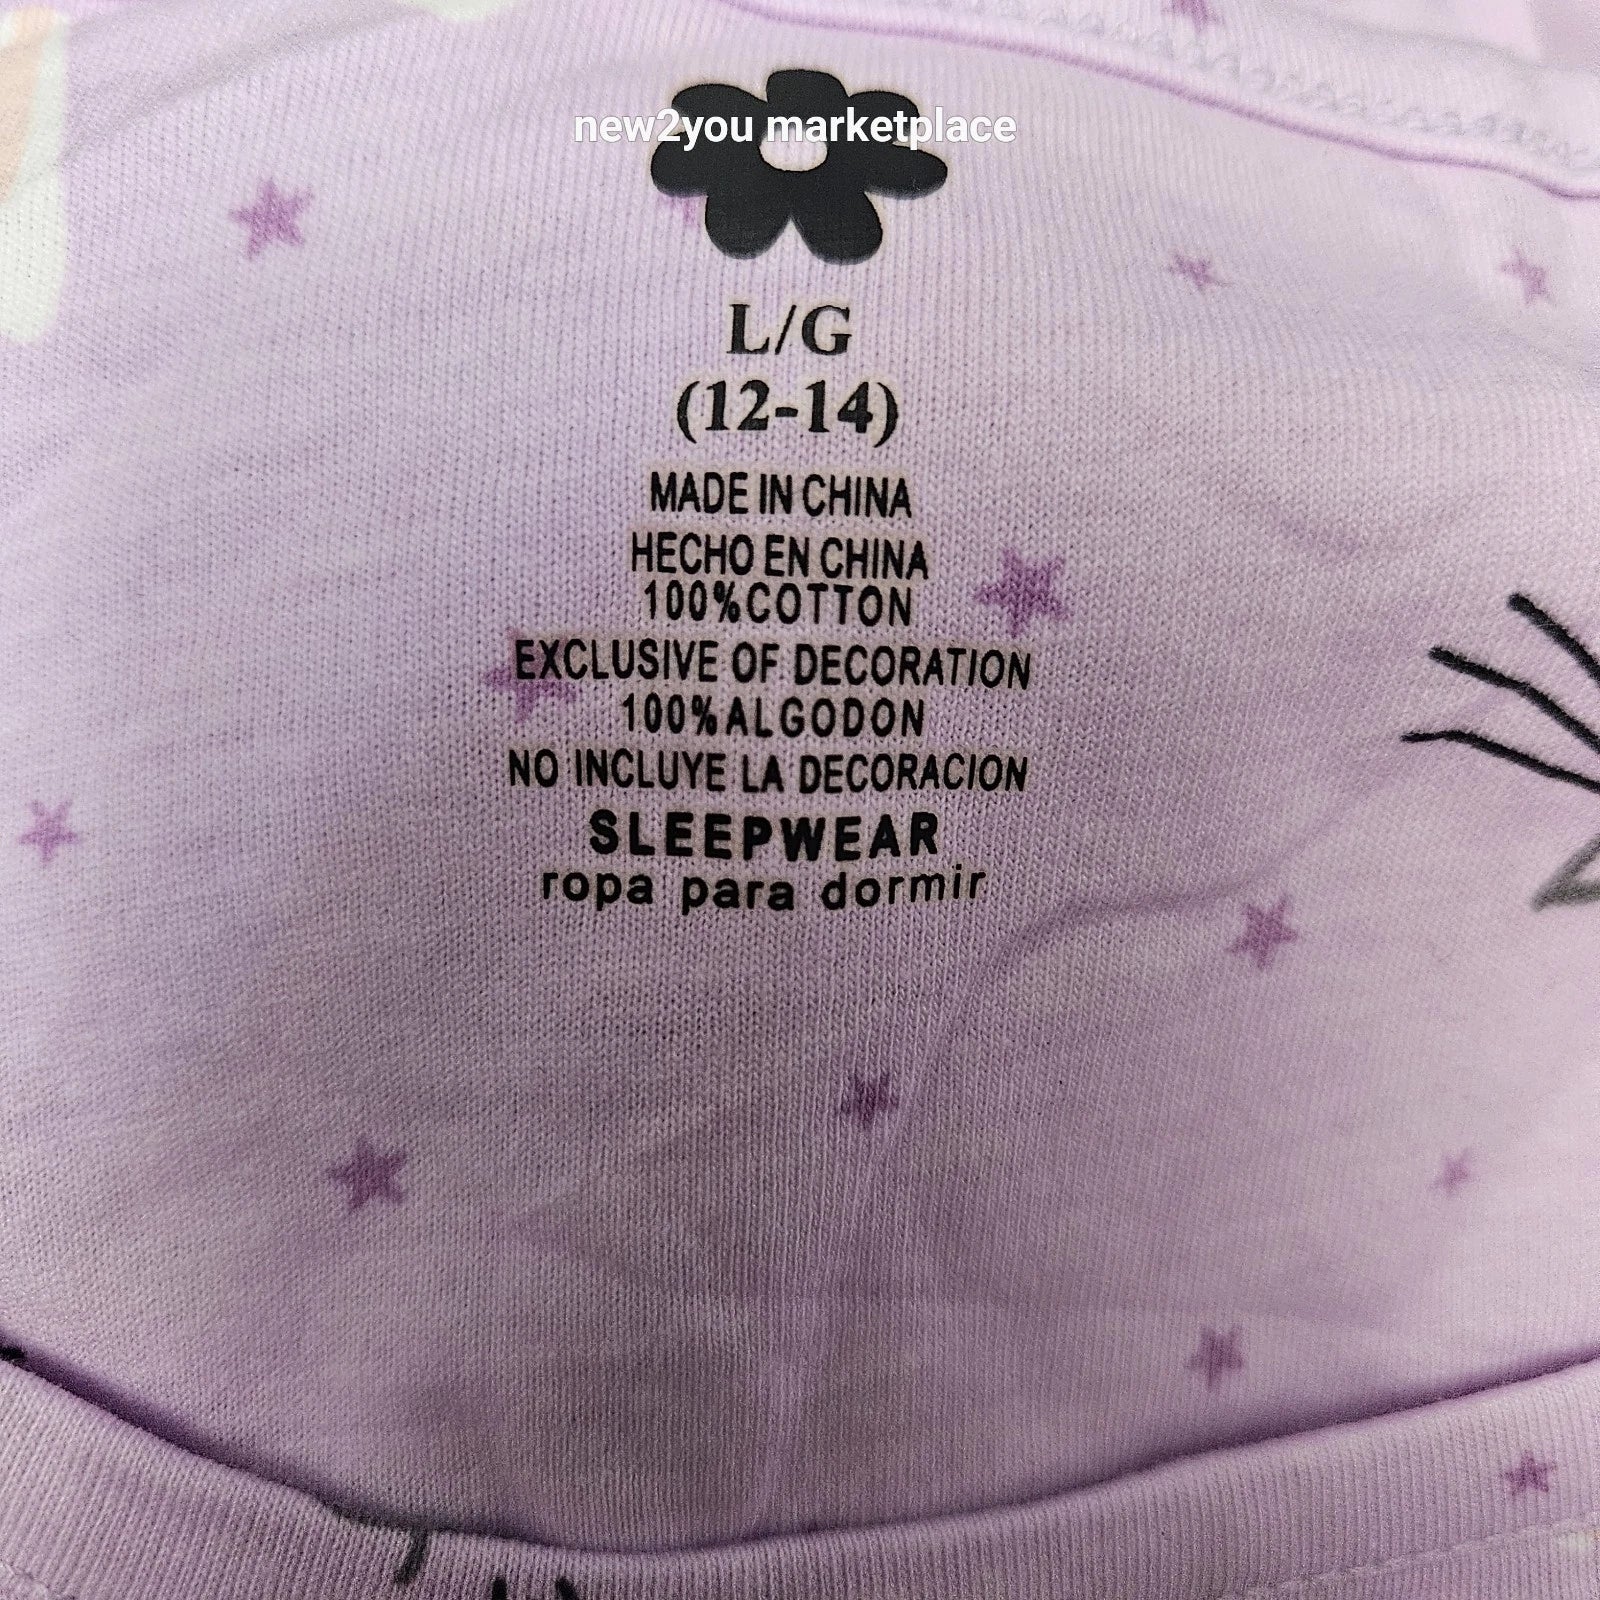 new2you marketplace
L/G
(12-14)
MADE IN CHINA
HECHO EN CHINA
100%COTTON
EXCLUSIVE OF DECORATION
100%ALGODON
NO INCLUYE LA DECORACION
SLEEPWEAR
ropa para dormir